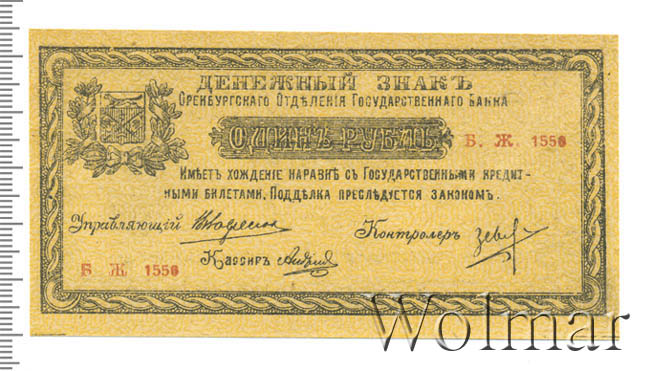 ДЕНЕЖНЫЙ ЗНАКЪ
ОРЕНБУРГСКАГО ОТДѢЛЕНІЯ ГОСУДАРСТВЕННАГО БАНКА
ОДИНЪ РУБЛЬ
Б. Ж. 1556
ИМѢЕТЪ ХОЖДЕНІЕ НАРАВНѢ СЪ ГОСУДАРСТВЕННЫМИ КРЕДИТ-
НЫМИ БИЛЕТАМИ. ПОДДѢЛКА ПРЕСЛѢДУЕТСЯ ЗАКОНОМЪ.
Управляющій
Контролеръ
Кассиръ
Б Ж 1556
Wolmar